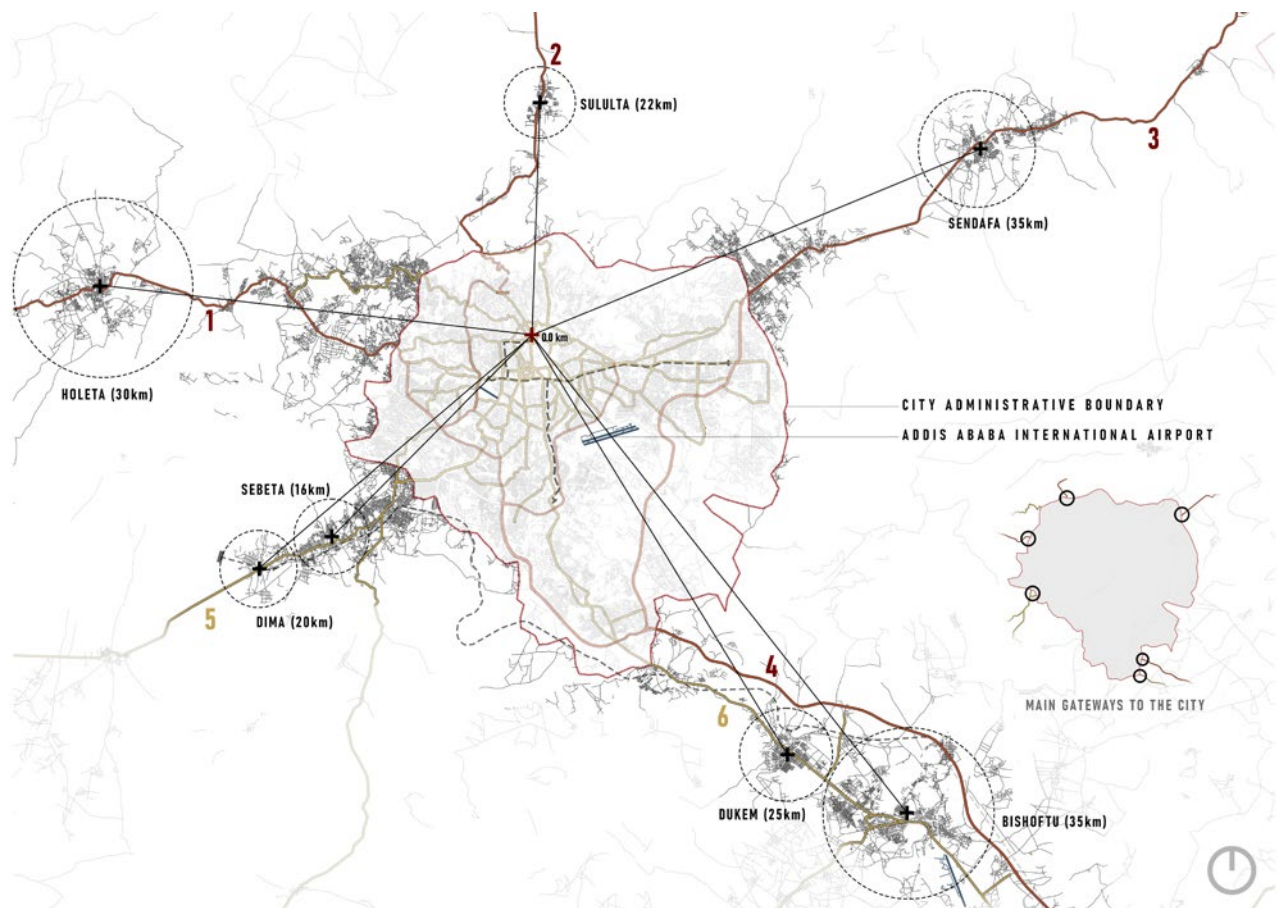 2
SULULTA (22km)
3
SENDAFA (35km)
1
0.0 km
HOLETA (30km)
CITY ADMINISTRATIVE BOUNDARY
ADDIS ABABA INTERNATIONAL AIRPORT
SEBETA (16km)
5
DIMA (20km)
4
6
MAIN GATEWAYS TO THE CITY
DUKEM (25km)
BISHOFTU (35km)